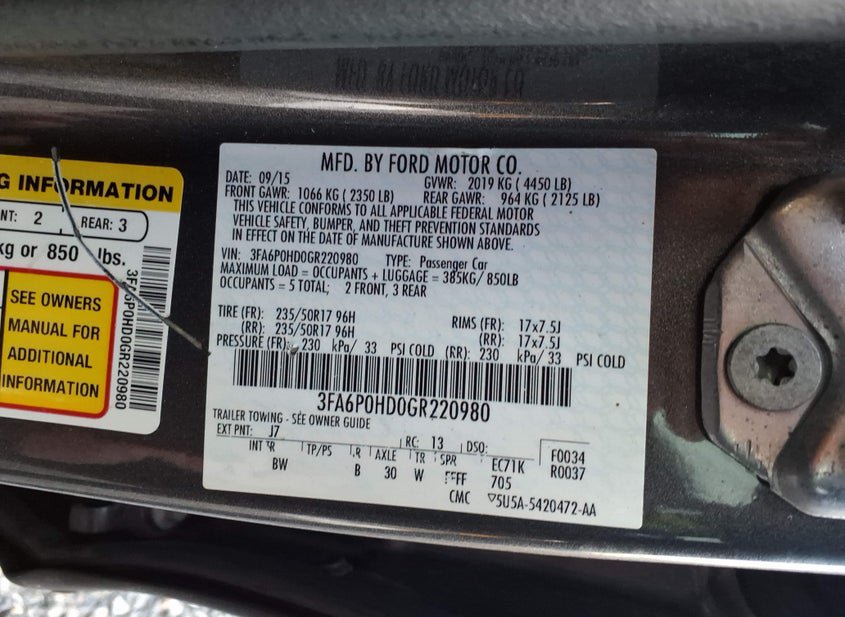 G INFORMATION
NT: 2 REAR: 3
kg or 850 lbs.
SEE OWNERS
MANUAL FOR
ADDITIONAL
INFORMATION
3FA6P0HD0GR220980
MFD. BY FORD MOTOR CO.
DATE: 09/15 GVWR: 2019 KG ( 4450 LB)
FRONT GAWR: 1066 KG ( 2350 LB) REAR GAWR: 964 KG ( 2125 LB)
THIS VEHICLE CONFORMS TO ALL APPLICABLE FEDERAL MOTOR
VEHICLE SAFETY, BUMPER, AND THEFT PREVENTION STANDARDS
IN EFFECT ON THE DATE OF MANUFACTURE SHOWN ABOVE.
VIN: 3FA6P0HD0GR220980 TYPE: Passenger Car
MAXIMUM LOAD = OCCUPANTS + LUGGAGE = 385KG/850LB
OCCUPANTS = 5 TOTAL; 2 FRONT, 3 REAR
TIRE (FR): 235/50R17 96H RIMS (FR): 17x7.5J
(RR): 235/50R17 96H (RR): 17x7.5J
PRESSURE (FR): 230 kPa/ 33 PSI COLD (RR): 230 kPa/ 33 PSI COLD
3FA6P0HD0GR220980
TRAILER TOWING - SEE OWNER GUIDE
EXT PNT: J7 RC: 13 DSO: F0034
INT TR TP/PS R AXLE TR SPR EC71K R0037
BW B 30 W FFFF 705
CMC ▽5U5A-5420472-AA